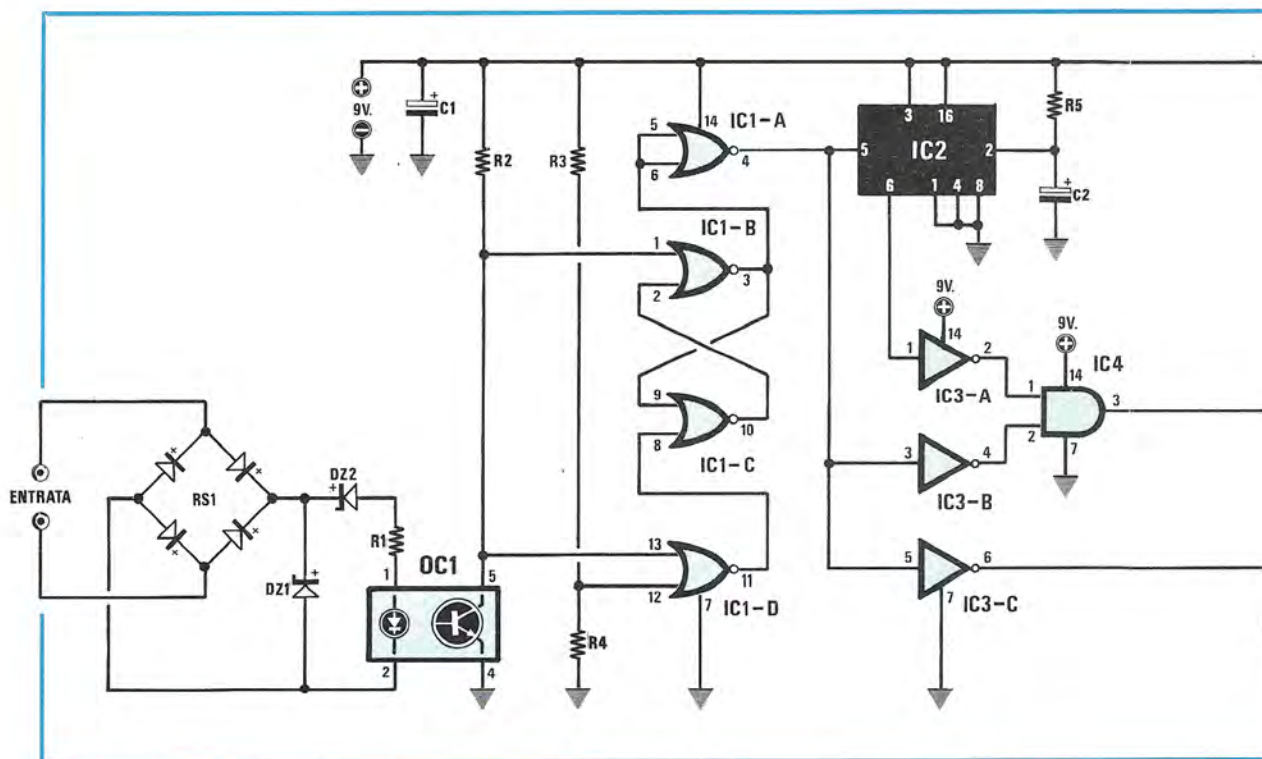 9V.
C1
R2
R3
5
6
14
4
IC1-A
IC1-B
1
2
3
9
8
10
IC1-C
13
12
11
7
IC1-D
R4
3
16
5
IC2
2
6
1
4
8
R5
C2
9V.
14
1
2
IC3-A
3
4
IC3-B
5
6
7
IC3-C
9V.
14
1
2
3
7
IC4
ENTRATA
RS1
DZ2
DZ1
R1
OC1
1
5
2
4